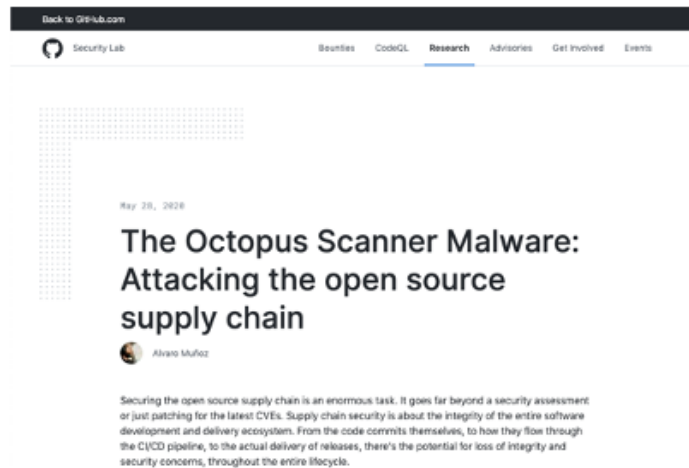 Back to GitHub.com
Security Lab Bounties CodeQL Research Advisories Get Involved Events
May 28, 2020
The Octopus Scanner Malware:
Attacking the open source
supply chain
Alvaro Muñoz
Securing the open source supply chain is an enormous task. It goes far beyond a security assessment
or just patching for the latest CVEs. Supply chain security is about the integrity of the entire software
development and delivery ecosystem. From the code commits themselves, to how they flow through
the CI/CD pipeline, to the actual delivery of releases, there's the potential for loss of integrity and
security concerns, throughout the entire lifecycle.